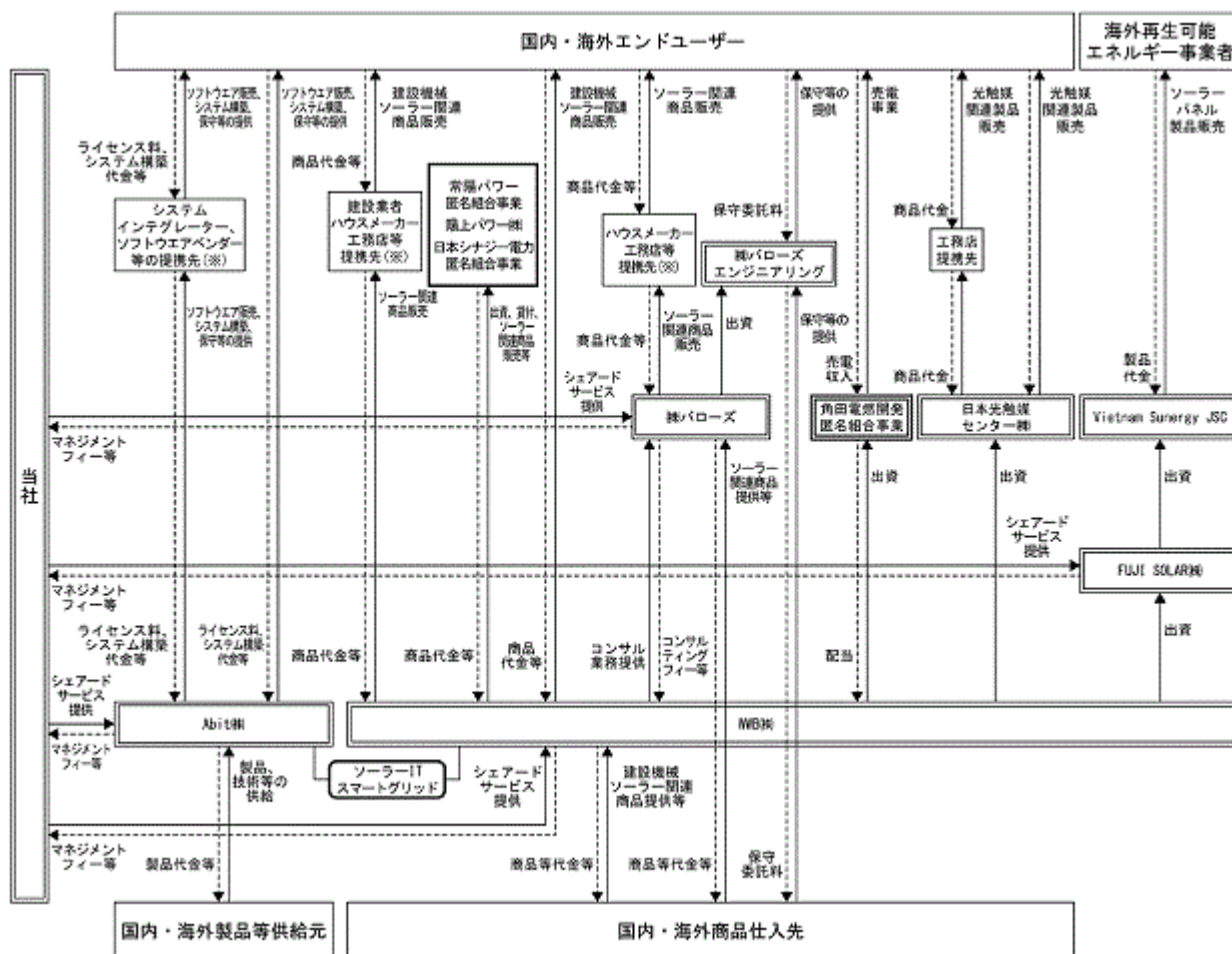 国内・海外エンドユーザー
海外再生可能
エネルギー事業者
ソフトウエア販売、
システム構築、
保守等の提供
ソフトウエア販売、
システム構築、
保守等の提供
建設機械
ソーラー関連
商品販売
建設機械
ソーラー関連
商品販売
ソーラー関連
商品販売
保守等の
提供
売電
事業
光触媒
関連製品
販売
光触媒
関連製品
販売
ソーラー
パネル
製品販売
ライセンス料、
システム構築
代金等
商品代金等
商品代金等
保守委託料
商品代金
システム
インテグレーター、
ソフトウエアベンダー
等の提携先(※)
建設業者
ハウスメーカー
工務店等
提携先(※)
常陽パワー
匿名組合事業
陽上パワー㈱
日本シナジー電力
匿名組合事業
ハウスメーカー
工務店等
提携先(※)
㈱バローズ
エンジニアリング
工務店
提携先
ソフトウエア販売、
システム構築、
保守等の提供
ソーラー関連
商品販売
出資、貸付、
ソーラー
関連商品
販売等
商品代金等
ソーラー
関連商品
販売
出資
保守等の
提供
売電
収入
商品代金
製品
代金
シェアード
サービス
提供
㈱バローズ
角田電燃開発
匿名組合事業
日本光触媒
センター㈱
Vietnam Sunergy JSC
マネジメント
フィー等
当社
ソーラー
関連商品
提供等
出資
出資
出資
シェアード
サービス
提供
FUJI SOLAR㈱
マネジメント
フィー等
ライセンス料、
システム構築
代金等
ライセンス料、
システム構築
代金等
商品代金等
商品代金等
商品
代金等
コンサル
業務提供
コンサル
ティング
フィー等
配当
出資
シェアード
サービス
提供
Abit㈱
IWB㈱
マネジメント
フィー等
製品、
技術等の
供給
ソーラーIT
スマートグリッド
シェアード
サービス
提供
建設機械
ソーラー関連
商品提供等
マネジメント
フィー等
製品代金等
商品等代金等
商品等代金等
保守
委託料
国内・海外製品等供給元
国内・海外商品仕入先